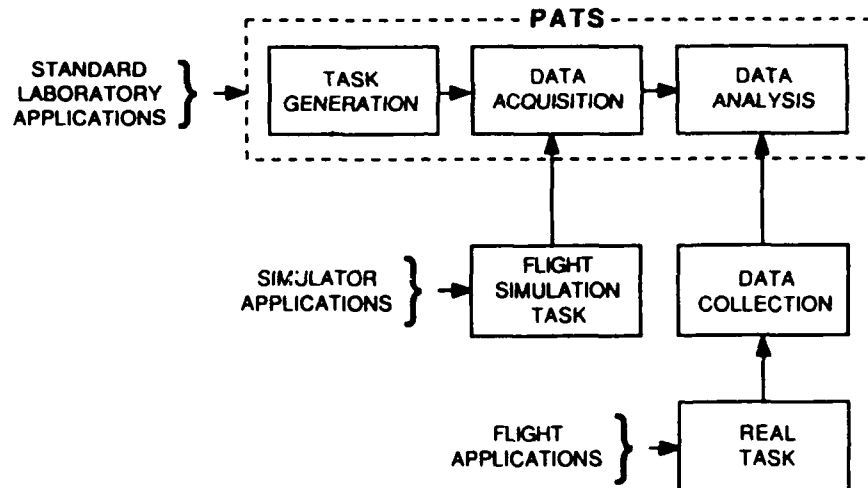 PATS
STANDARD
LABORATORY
APPLICATIONS
TASK
GENERATION
DATA
ACQUISITION
DATA
ANALYSIS
SIMULATOR
APPLICATIONS
FLIGHT
SIMULATION
TASK
DATA
COLLECTION
FLIGHT
APPLICATIONS
REAL
TASK